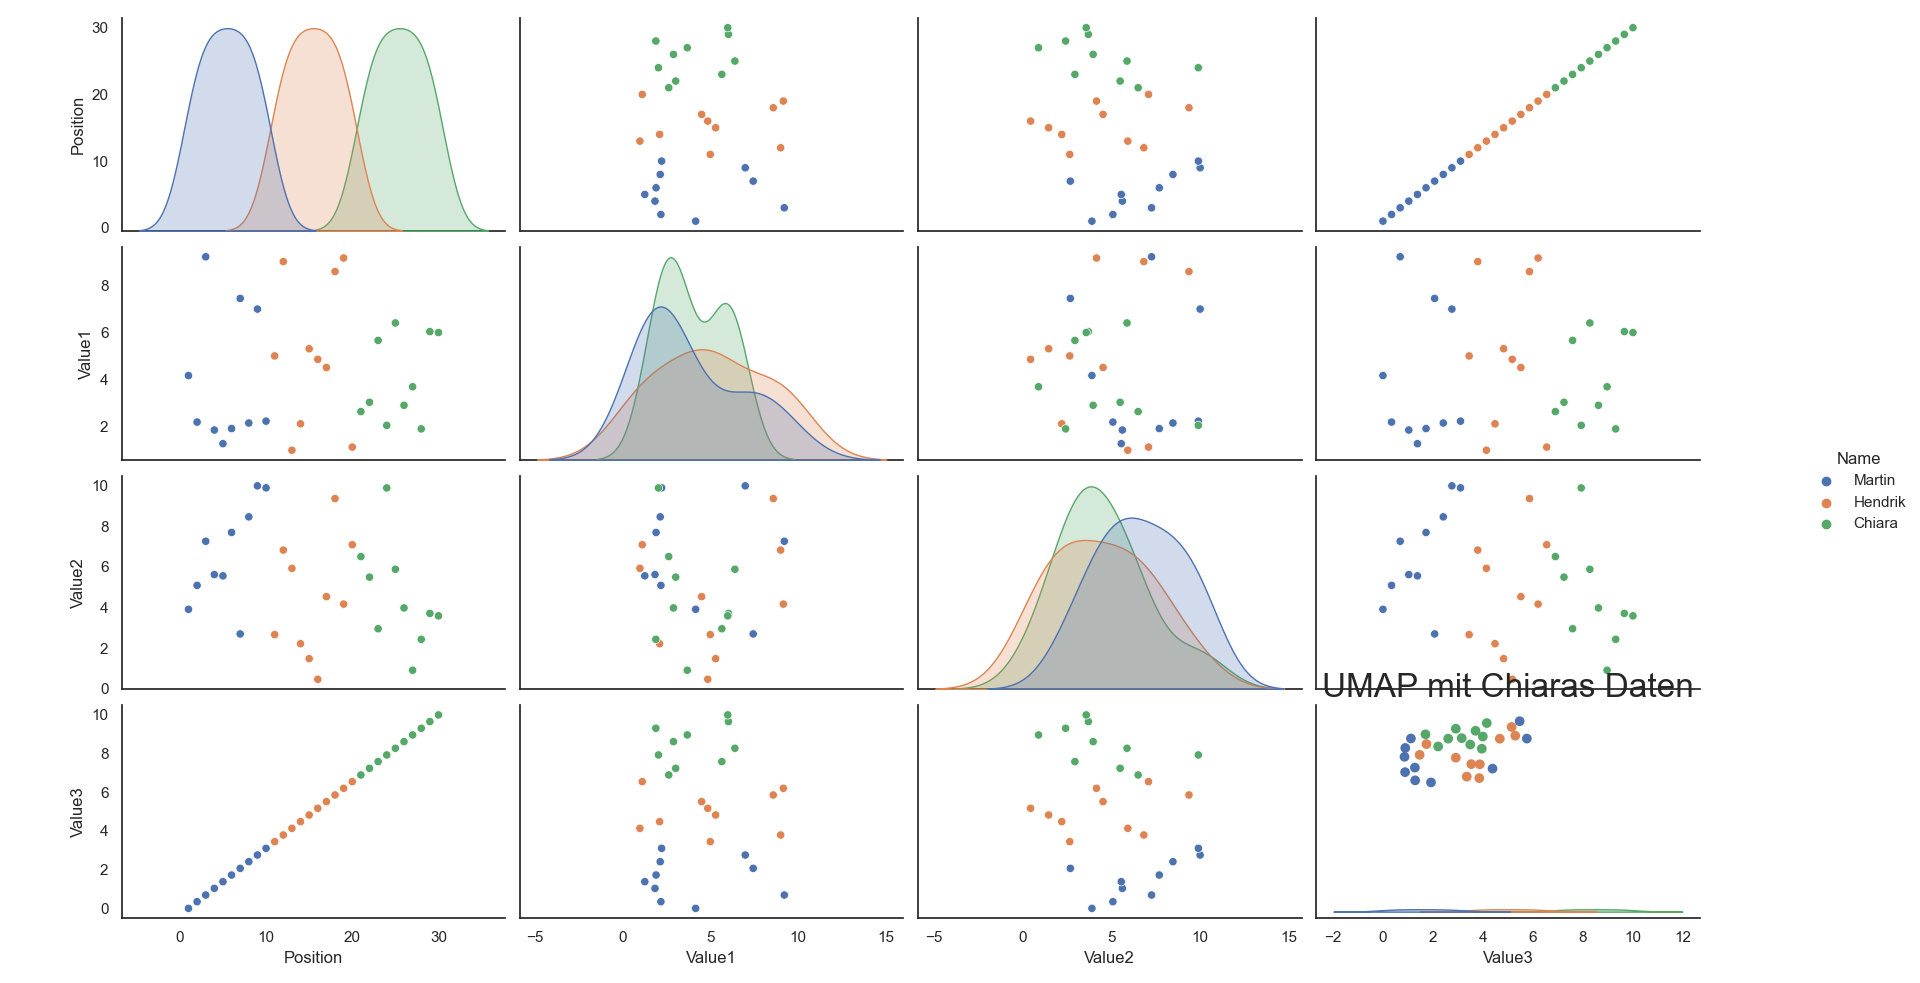 30
20
10
0
Position
8
6
4
2
Value1
10
8
6
4
2
0
Value2
Name
Martin
Hendrik
Chiara
UMAP mit Chiaras Daten
10
8
6
4
2
0
Value3
0 10 20 30
−5 0 5 10 15
−5 0 5 10 15
−2 0 2 4 6 8 10 12
Position
Value1
Value2
Value3